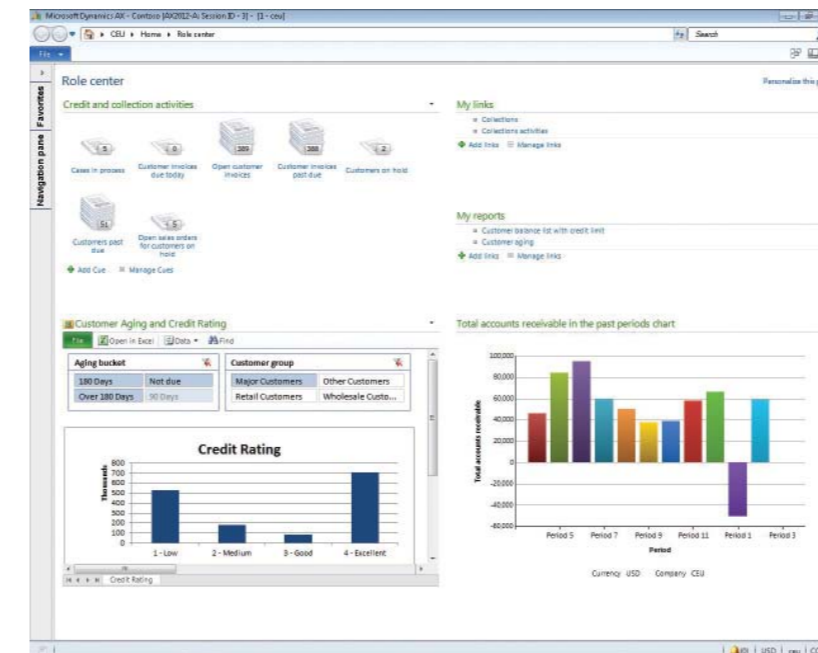 Microsoft Dynamics AX - Contoso [AX2012-A: Session ID - 3] - [1 - ceu]
CEU Home Role center
Search
File
Favorites
Navigation pane
Role center
Personalize this
Credit and collection activities
5
0
389
388
2
Cases in process
Customer invoices due today
Open customer invoices
Customer invoices past due
Customers on hold
51
5
Customers past due
Open sales orders for customers on hold
Add Cue Manage Cues
My links
Collections
Collections activities
Add links Manage links
My reports
Customer balance list with credit limit
Customer aging
Add links Manage links
Customer Aging and Credit Rating
File Open in Excel Data Find
Aging bucket
180 Days Not due
Over 180 Days 90 Days
Customer group
Major Customers Other Customers
Retail Customers Wholesale Custo...
Credit Rating
Thousands
800
700
600
500
400
300
200
100
0
1 - Low 2 - Medium 3 - Good 4 - Excellent
Credit Rating
Total accounts receivable in the past periods chart
Total accounts receivable
100,000
80,000
60,000
40,000
20,000
0
-20,000
-40,000
-60,000
Period 5 Period 7 Period 9 Period 11 Period 1 Period 3
Period
Currency USD Company CEU
(0) USD ceu